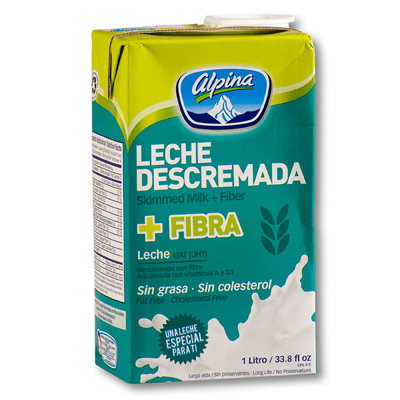 alpina
LECHE
DESCREMADA
Skimmed Milk + Fiber
+ FIBRA
Leche UAT (UHT)
Descremada con fibra
Adicionada con vitaminas A y D3
Sin grasa · Sin colesterol
Fat Free · Cholesterol Free
UNA LECHE
ESPECIAL
PARA TI
1 Litro / 33.8 fl oz
Larga vida / Sin preservantes - Long Life / No Preservatives